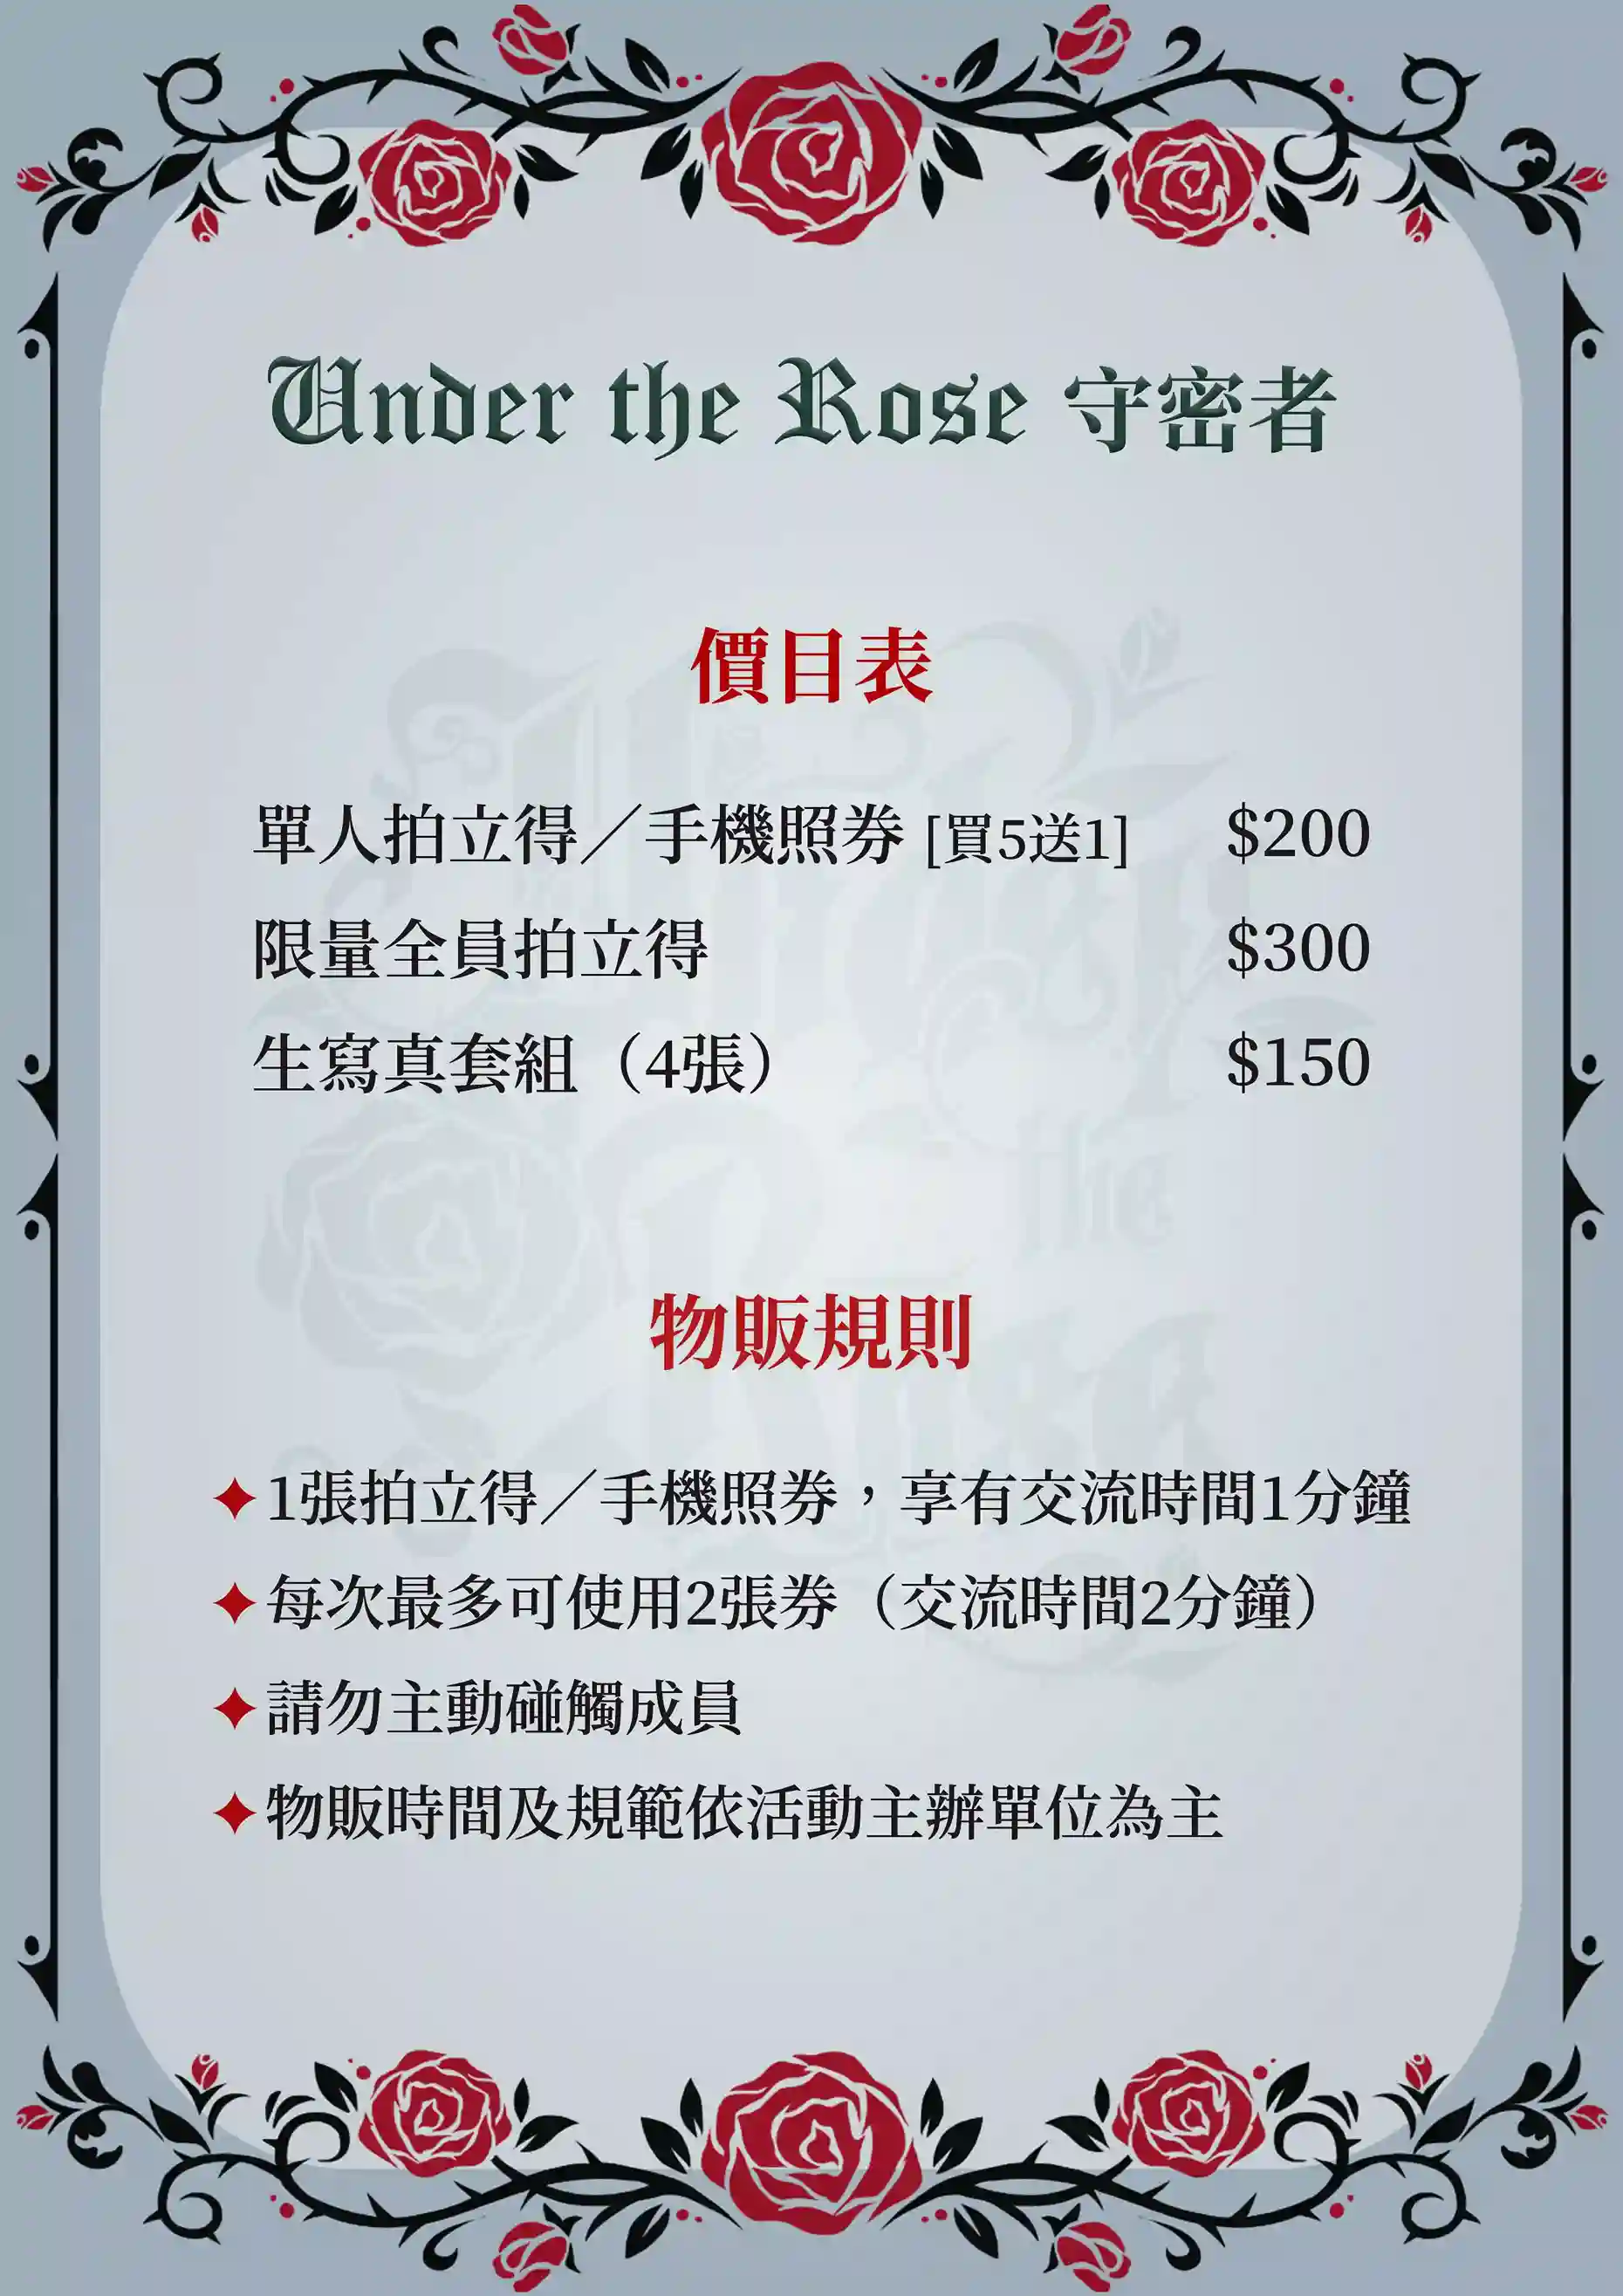 Under the Rose 守密者
價目表
單人拍立得／手機照券 [買5送1] $200
限量全員拍立得 $300
生寫真套組（4張） $150
物販規則
✦1張拍立得／手機照券，享有交流時間1分鐘
✦每次最多可使用2張券（交流時間2分鐘）
✦請勿主動碰觸成員
✦物販時間及規範依活動主辦單位為主